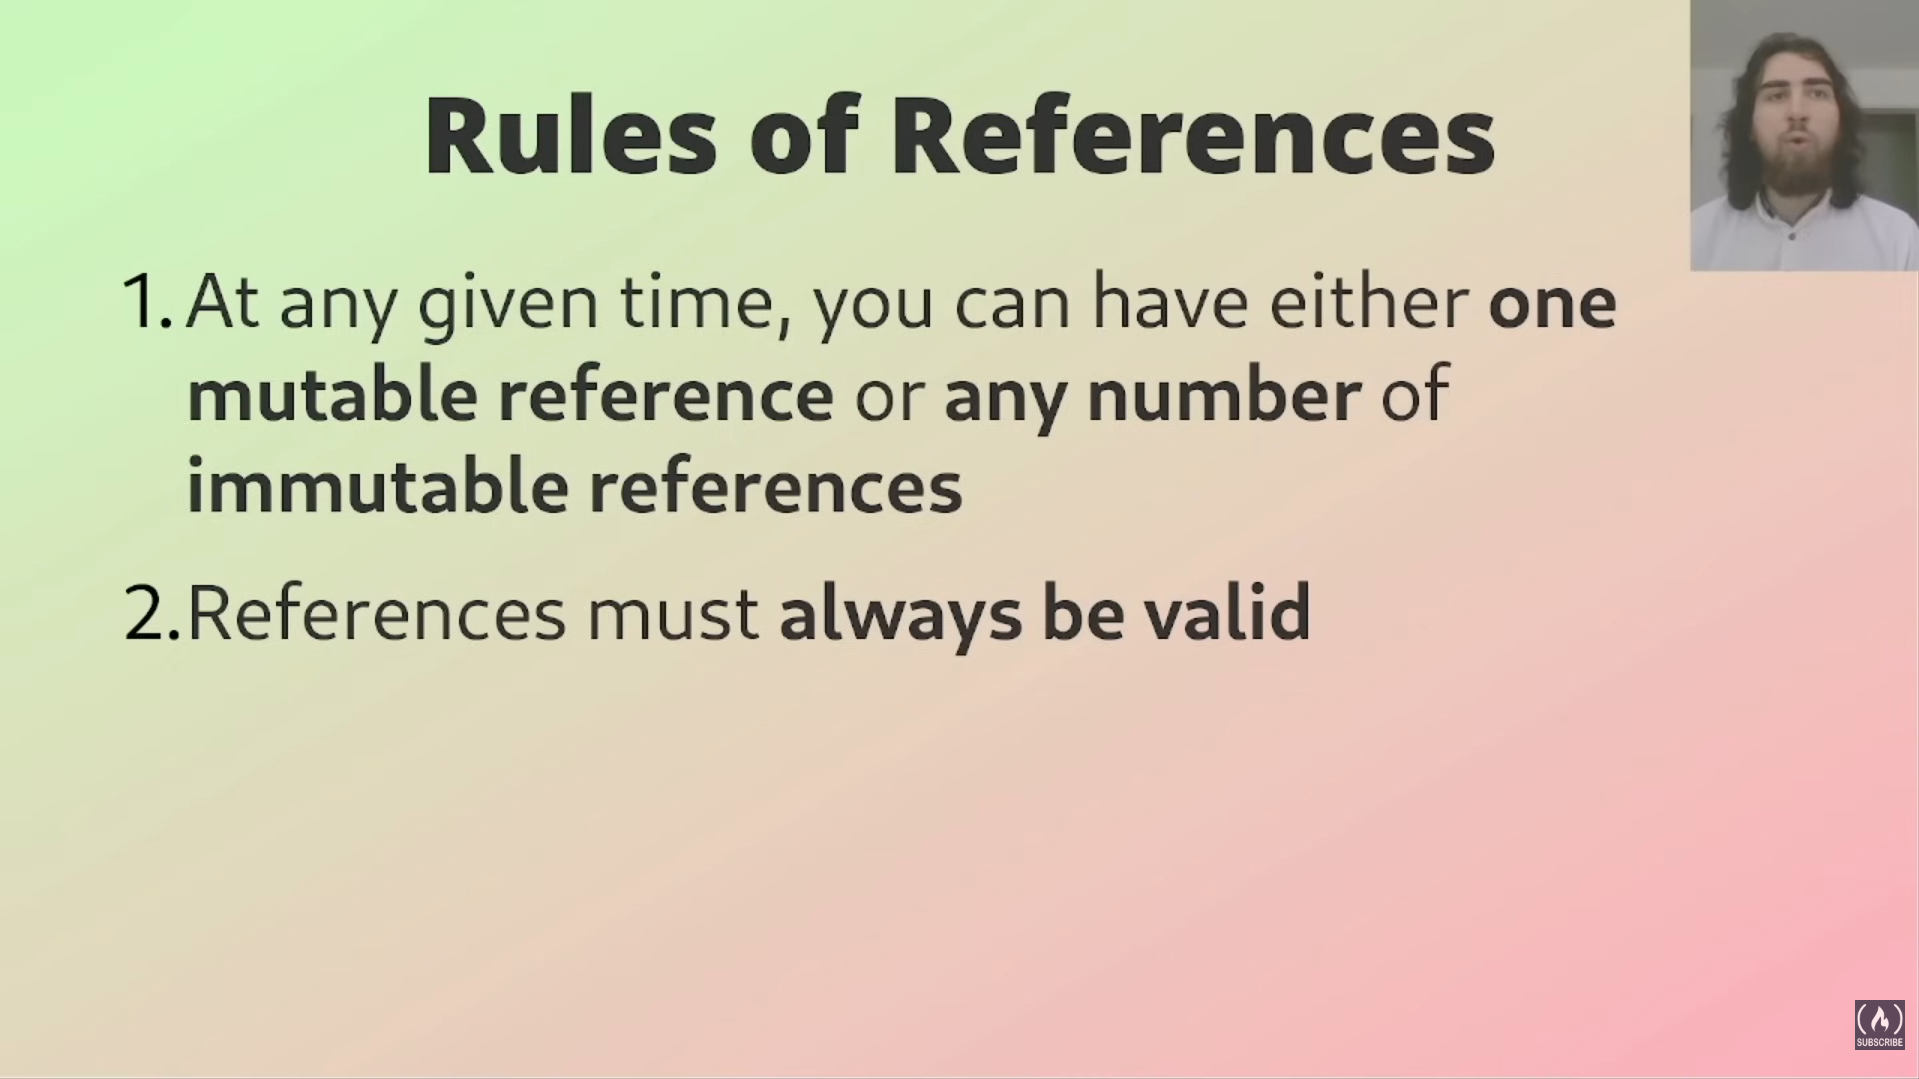 Rules of References
1. At any given time, you can have either one
mutable reference or any number of
immutable references
2. References must always be valid
SUBSCRIBE